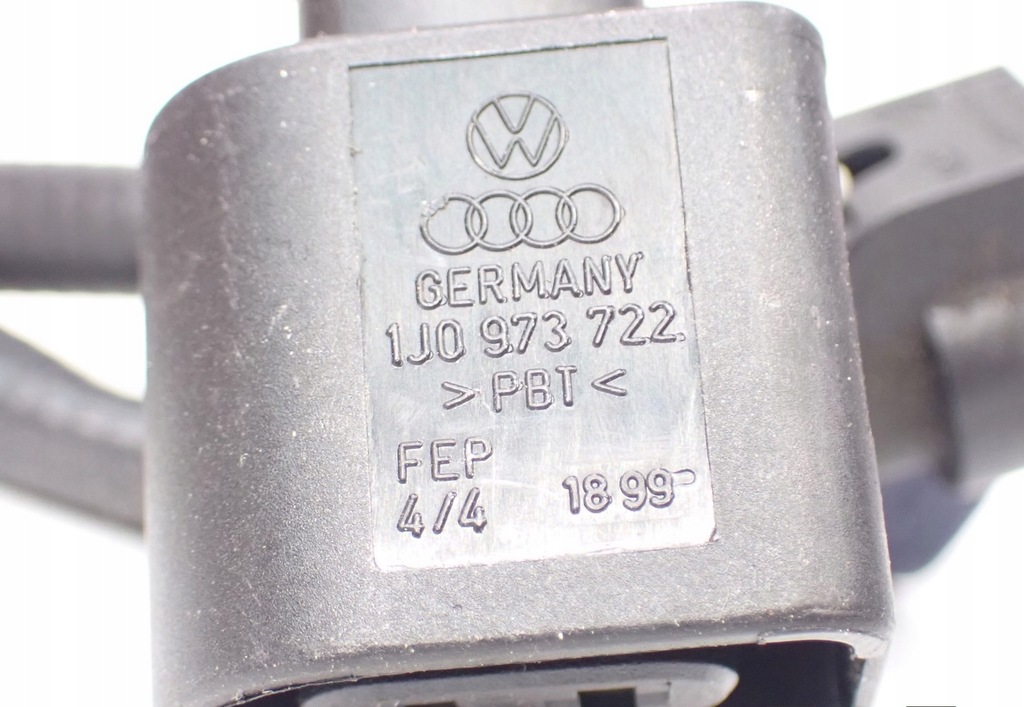 GERMANY
1J0 973 722
>PBT<
FEP
4/4 18 99